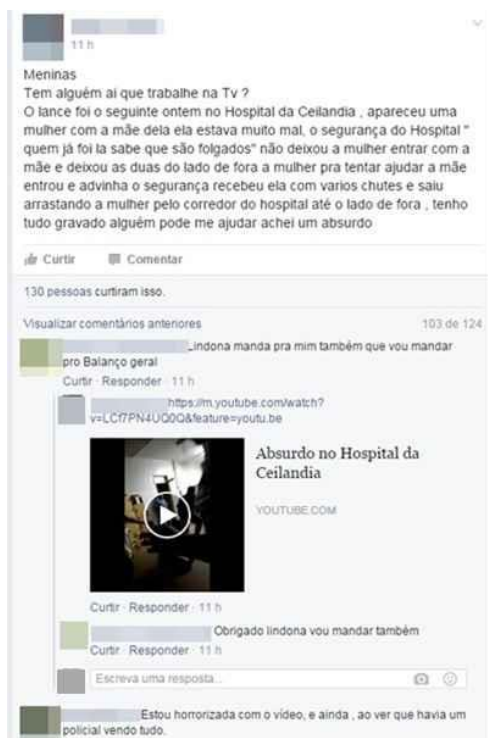 11 h
Meninas
Tem alguém ai que trabalhe na Tv ?
O lance foi o seguinte ontem no Hospital da Ceilandia , apareceu uma
mulher com a mãe dela ela estava muito mal, o segurança do Hospital "
quem já foi la sabe que são folgados" não deixou a mulher entrar com a
mãe e deixou as duas do lado de fora a mulher pra tentar ajudar a mãe
entrou e advinha o segurança recebeu ela com varios chutes e saiu
arrastando a mulher pelo corredor do hospital até o lado de fora , tenho
tudo gravado alguém pode me ajudar achei um absurdo
Curtir Comentar
130 pessoas curtiram isso.
Visualizar comentários anteriores 103 de 124
Lindona manda pra mim também que vou mandar
pro Balanço geral
Curtir · Responder · 11 h
https://m.youtube.com/watch?
v=LCf7PN4UQ0Q&feature=youtu.be
Absurdo no Hospital da
Ceilandia
YOUTUBE.COM
Curtir · Responder · 11 h
Obrigado lindona vou mandar também
Curtir · Responder · 11 h
Escreva uma resposta...
Estou horrorizada com o vídeo, e ainda , ao ver que havia um
policial vendo tudo.